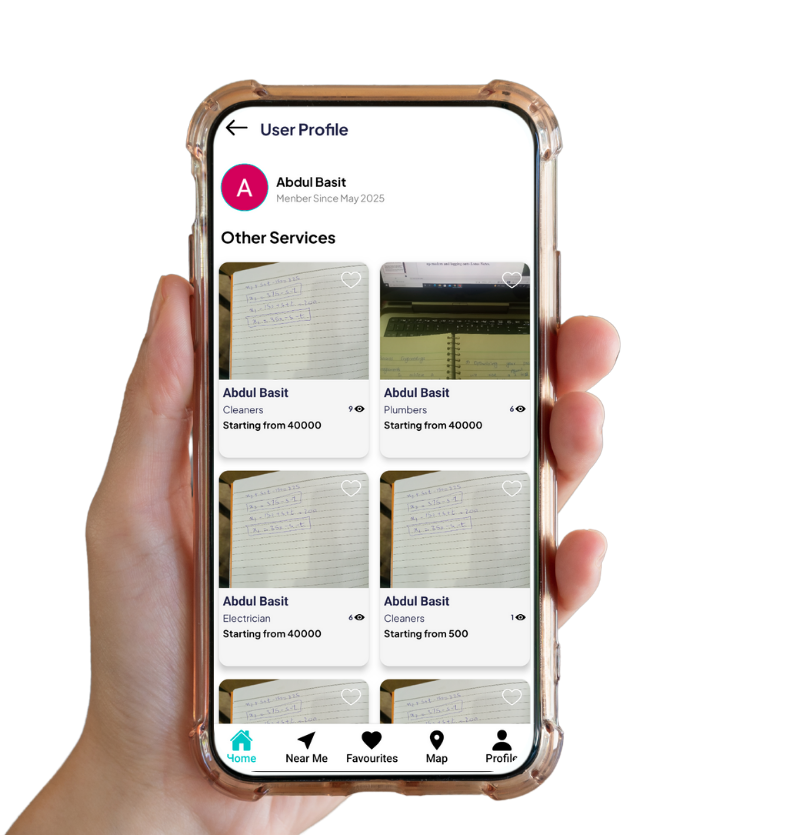 User Profile
A
Abdul Basit
Menber Since May 2025
Other Services
Abdul Basit
Cleaners
9
Starting from 40000
Abdul Basit
Plumbers
6
Starting from 40000
Abdul Basit
Electrician
6
Starting from 40000
Abdul Basit
Cleaners
1
Starting from 500
Home
Near Me
Favourites
Map
Profile